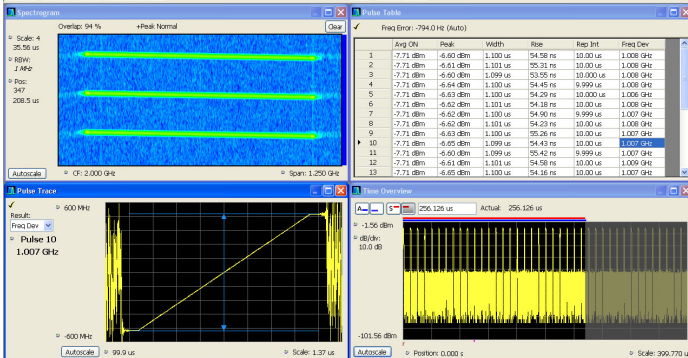 Spectrogram
Overlap: 94 % +Peak Normal Clear
Scale: 4
35.56 us
RBW:
1 MHz
Pos:
347
208.5 us
Autoscale CF: 2.000 GHz Span: 1.250 GHz
Pulse Table
Freq Error: -794.0 Hz (Auto)
Avg ON Peak Width Rise Rep Int Freq Dev
1 -7.71 dBm -6.60 dBm 1.100 us 54.58 ns 10.00 us 1.008 GHz
2 -7.71 dBm -6.61 dBm 1.101 us 55.31 ns 10.00 us 1.008 GHz
3 -7.71 dBm -6.60 dBm 1.099 us 53.55 ns 10.000 us 1.008 GHz
4 -7.71 dBm -6.64 dBm 1.100 us 54.45 ns 9.999 us 1.008 GHz
5 -7.71 dBm -6.63 dBm 1.100 us 54.29 ns 10.000 us 1.006 GHz
6 -7.71 dBm -6.62 dBm 1.101 us 54.18 ns 10.00 us 1.008 GHz
7 -7.71 dBm -6.62 dBm 1.100 us 54.90 ns 9.999 us 1.007 GHz
8 -7.71 dBm -6.62 dBm 1.100 us 54.23 ns 10.00 us 1.008 GHz
9 -7.71 dBm -6.63 dBm 1.100 us 55.26 ns 10.00 us 1.007 GHz
10 -7.71 dBm -6.65 dBm 1.099 us 54.43 ns 10.00 us 1.007 GHz
11 -7.71 dBm -6.60 dBm 1.099 us 55.42 ns 9.999 us 1.007 GHz
12 -7.71 dBm -6.61 dBm 1.101 us 54.58 ns 10.00 us 1.009 GHz
13 -7.71 dBm -6.65 dBm 1.100 us 54.16 ns 10.00 us 1.007 GHz
Pulse Trace
Result:
Freq Dev
Pulse 10
1.007 GHz
600 MHz
-600 MHz
Autoscale 99.9 us Scale: 1.37 us
Time Overview
256.126 us Actual: 256.126 us
-1.56 dBm
dB/div:
10.0 dB
-101.56 dBm
Autoscale Position: 0.000 s Scale: 399.770 u